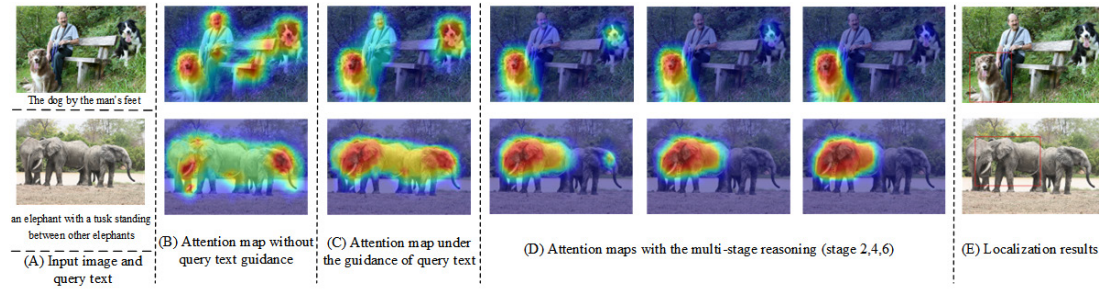 The dog by the man's feet
an elephant with a tusk standing
between other elephants
(A) Input image and
query text
(B) Attention map without
query text guidance
(C) Attention map under
the guidance of query text
(D) Attention maps with the multi-stage reasoning (stage 2,4,6)
(E) Localization results